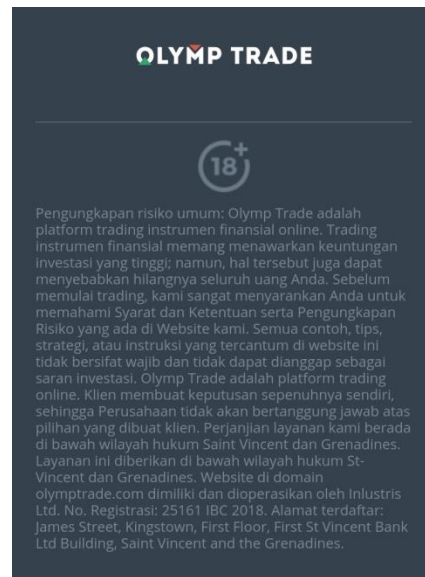 OLYMP TRADE
18+
Pengungkapan risiko umum: Olymp Trade adalah
platform trading instrumen finansial online. Trading
instrumen finansial memang menawarkan keuntungan
investasi yang tinggi; namun, hal tersebut juga dapat
menyebabkan hilangnya seluruh uang Anda. Sebelum
memulai trading, kami sangat menyarankan Anda untuk
memahami Syarat dan Ketentuan serta Pengungkapan
Risiko yang ada di Website kami. Semua contoh, tips,
strategi, atau instruksi yang tercantum di website ini
tidak bersifat wajib dan tidak dapat dianggap sebagai
saran investasi. Olymp Trade adalah platform trading
online. Klien membuat keputusan sepenuhnya sendiri,
sehingga Perusahaan tidak akan bertanggung jawab atas
pilihan yang dibuat klien. Perjanjian layanan kami berada
di bawah wilayah hukum Saint Vincent dan Grenadines.
Layanan ini diberikan di bawah wilayah hukum St-
Vincent dan Grenadines. Website di domain
olymptrade.com dimiliki dan dioperasikan oleh Inlustris
Ltd. No. Registrasi: 25161 IBC 2018. Alamat terdaftar:
James Street, Kingstown, First Floor, First St Vincent Bank
Ltd Building, Saint Vincent and the Grenadines.